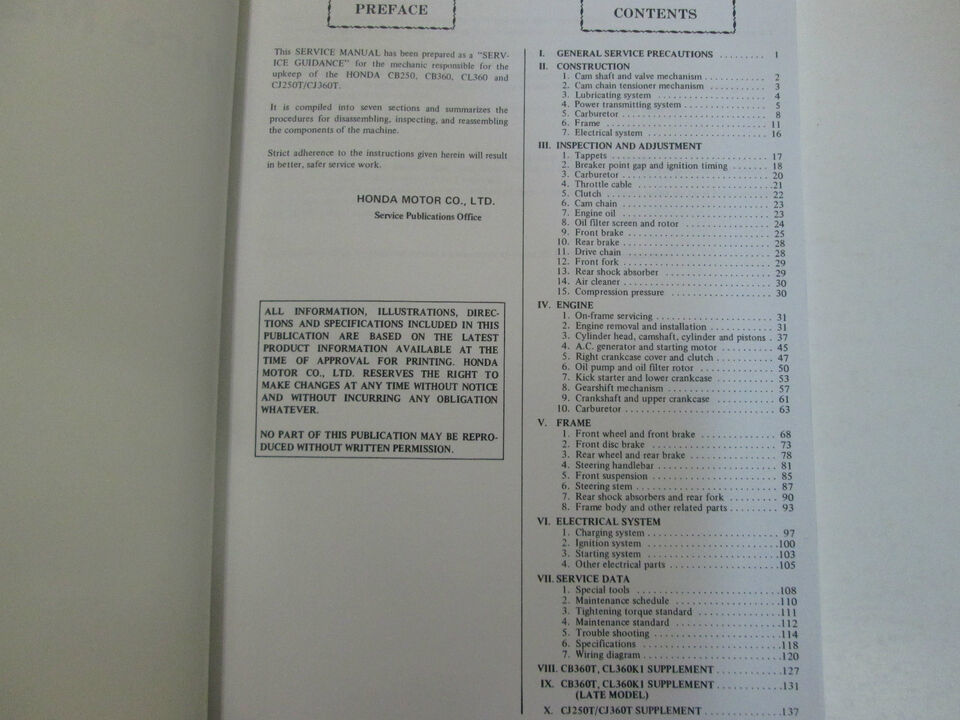 PREFACE
This SERVICE MANUAL has been prepared as a "SERV-
ICE GUIDANCE" for the mechanic responsible for the
upkeep of the HONDA CB250, CB360, CL360 and
CJ250T/CJ360T.
It is compiled into seven sections and summarizes the
procedures for disassembling, inspecting, and reassembling
the components of the machine.
Strict adherence to the instructions given herein will result
in better, safer service work.
HONDA MOTOR CO., LTD.
Service Publications Office
ALL INFORMATION, ILLUSTRATIONS, DIREC-
TIONS AND SPECIFICATIONS INCLUDED IN THIS
PUBLICATION ARE BASED ON THE LATEST
PRODUCT INFORMATION AVAILABLE AT THE
TIME OF APPROVAL FOR PRINTING. HONDA
MOTOR CO., LTD. RESERVES THE RIGHT TO
MAKE CHANGES AT ANY TIME WITHOUT NOTICE
AND WITHOUT INCURRING ANY OBLIGATION
WHATEVER.
NO PART OF THIS PUBLICATION MAY BE REPRO-
DUCED WITHOUT WRITTEN PERMISSION.
CONTENTS
I. GENERAL SERVICE PRECAUTIONS ......... 1
II. CONSTRUCTION
1. Cam shaft and valve mechanism ........... 2
2. Cam chain tensioner mechanism ........... 3
3. Lubricating system ................... 4
4. Power transmitting system ............... 5
5. Carburetor ......................... 8
6. Frame ............................ 11
7. Electrical system ..................... 16
III. INSPECTION AND ADJUSTMENT
1. Tappets ........................... 17
2. Breaker point gap and ignition timing ....... 18
3. Carburetor ......................... 20
4. Throttle cable ....................... 21
5. Clutch ............................ 22
6. Cam chain ......................... 23
7. Engine oil ......................... 23
8. Oil filter screen and rotor ............... 24
9. Front brake ........................ 25
10. Rear brake ......................... 28
11. Drive chain ........................ 28
12. Front fork ......................... 29
13. Rear shock absorber ................... 29
14. Air cleaner ......................... 30
15. Compression pressure ................. 30
IV. ENGINE
1. On-frame servicing ................... 31
2. Engine removal and installation ........... 31
3. Cylinder head, camshaft, cylinder and pistons . 37
4. A.C. generator and starting motor ......... 45
5. Right crankcase cover and clutch .......... 47
6. Oil pump and oil filter rotor ............. 50
7. Kick starter and lower crankcase .......... 53
8. Gearshift mechanism .................. 57
9. Crankshaft and upper crankcase .......... 61
10. Carburetor ......................... 63
V. FRAME
1. Front wheel and front brake ............. 68
2. Front disc brake ..................... 73
3. Rear wheel and rear brake ............... 78
4. Steering handlebar .................... 81
5. Front suspension ..................... 85
6. Steering stem ....................... 87
7. Rear shock absorbers and rear fork ......... 90
8. Frame body and other related parts ......... 93
VI. ELECTRICAL SYSTEM
1. Charging system ..................... 97
2. Ignition system ..................... 100
3. Starting system ..................... 103
4. Other electrical parts ................. 105
VII. SERVICE DATA
1. Special tools ....................... 108
2. Maintenance schedule ................. 110
3. Tightening torque standard .............. 111
4. Maintenance standard ................. 112
5. Trouble shooting .................... 114
6. Specifications ...................... 118
7. Wiring diagram ..................... 120
VIII. CB360T, CL360K1 SUPPLEMENT ........... 127
IX. CB360T, CL360K1 SUPPLEMENT ........... 131
(LATE MODEL)
X. CJ250T/CJ360T SUPPLEMENT ............. 137